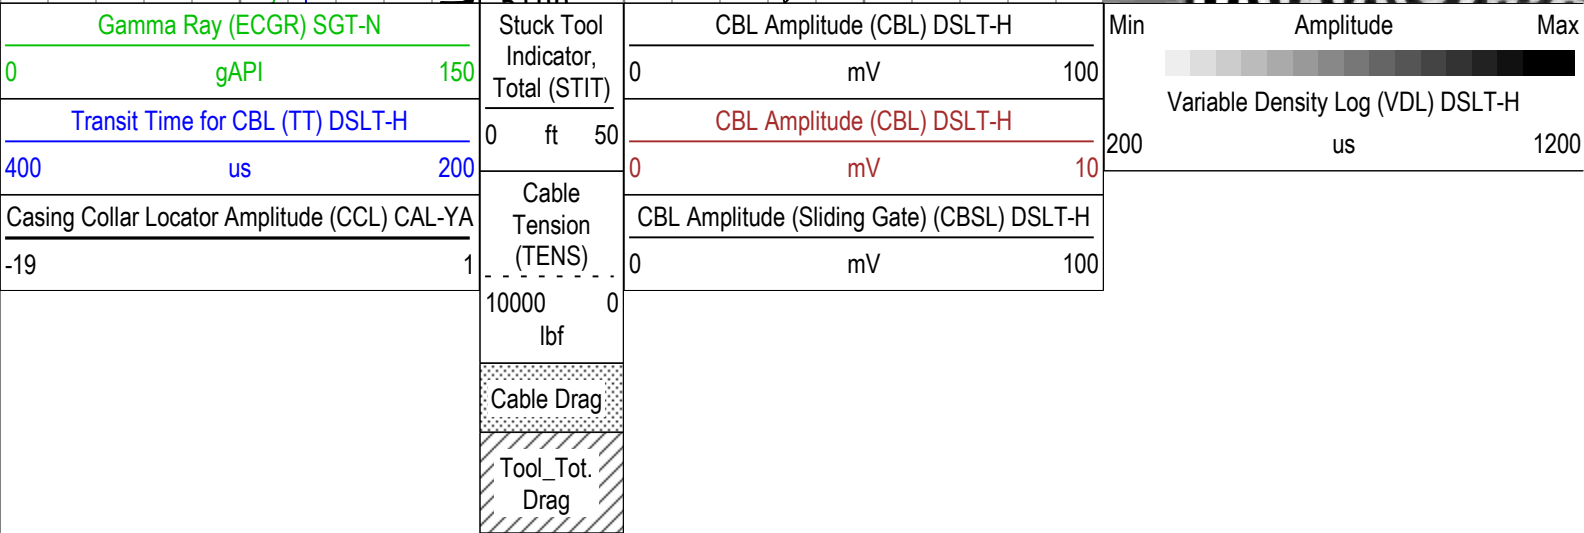 Gamma Ray (ECGR) SGT-N
0 gAPI 150
Transit Time for CBL (TT) DSLT-H
400 us 200
Casing Collar Locator Amplitude (CCL) CAL-YA
-19 1
Stuck Tool
Indicator,
Total (STIT)
0 ft 50
Cable
Tension
(TENS)
10000 0
lbf
Cable Drag
Tool_Tot.
Drag
CBL Amplitude (CBL) DSLT-H
0 mV 100
CBL Amplitude (CBL) DSLT-H
0 mV 10
CBL Amplitude (Sliding Gate) (CBSL) DSLT-H
0 mV 100
Min Amplitude Max
Variable Density Log (VDL) DSLT-H
200 us 1200